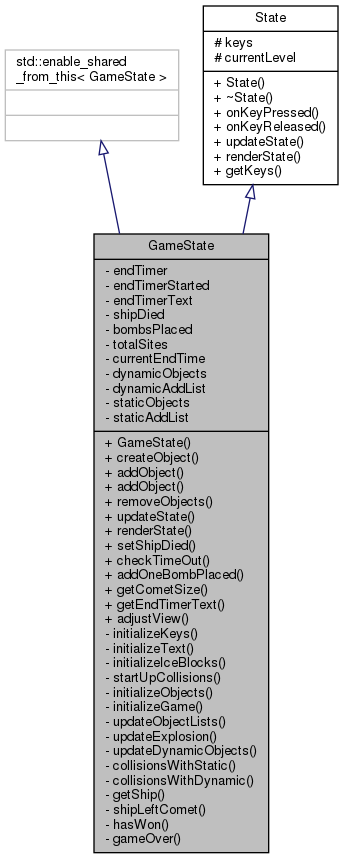 std::enable_shared
_from_this< GameState >
State
# keys
# currentLevel
+ State()
+ ~State()
+ onKeyPressed()
+ onKeyReleased()
+ updateState()
+ renderState()
+ getKeys()
GameState
- endTimer
- endTimerStarted
- endTimerText
- shipDied
- bombsPlaced
- totalSites
- currentEndTime
- dynamicObjects
- dynamicAddList
- staticObjects
- staticAddList
+ GameState()
+ createObject()
+ addObject()
+ addObject()
+ removeObjects()
+ updateState()
+ renderState()
+ setShipDied()
+ checkTimeOut()
+ addOneBombPlaced()
+ getCometSize()
+ getEndTimerText()
+ adjustView()
- initializeKeys()
- initializeText()
- initializeIceBlocks()
- startUpCollisions()
- initializeObjects()
- initializeGame()
- updateObjectLists()
- updateExplosion()
- updateDynamicObjects()
- collisionsWithStatic()
- collisionsWithDynamic()
- getShip()
- shipLeftComet()
- hasWon()
- gameOver()